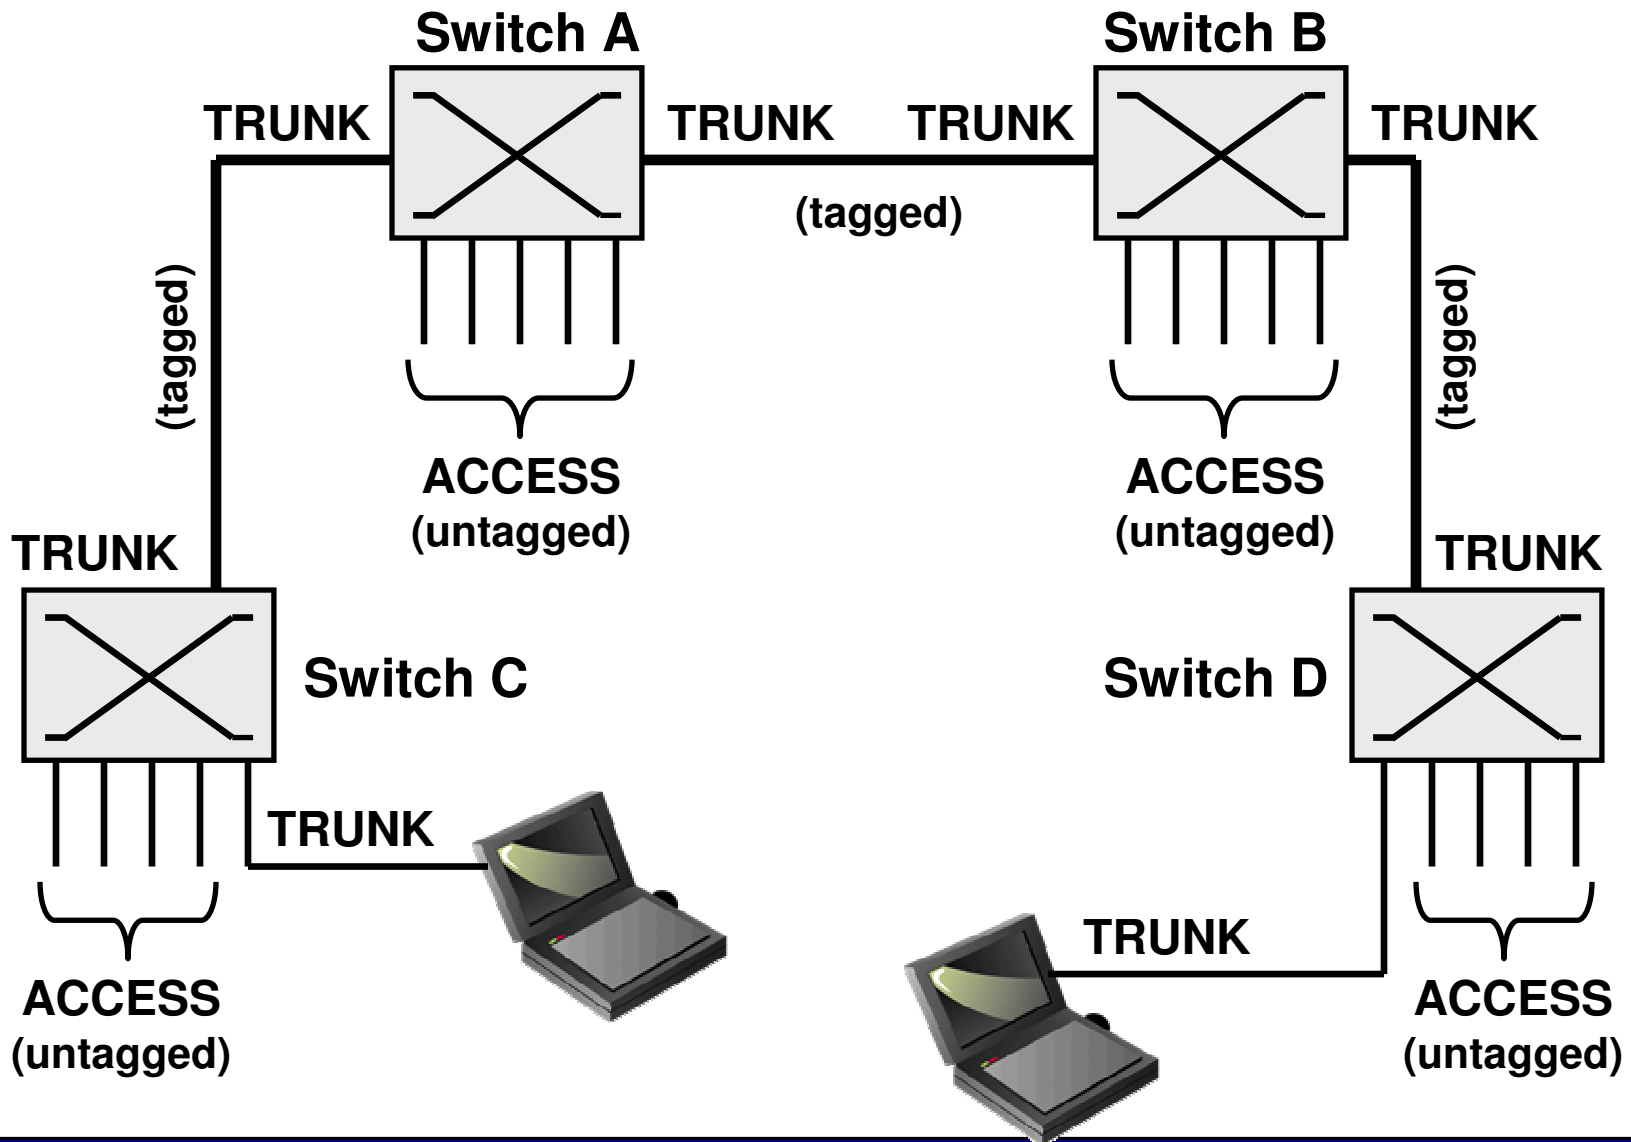 Switch A
Switch B
TRUNK
TRUNK
TRUNK
TRUNK
(tagged)
(tagged)
(tagged)
ACCESS
(untagged)
ACCESS
(untagged)
TRUNK
TRUNK
Switch C
Switch D
TRUNK
TRUNK
ACCESS
(untagged)
ACCESS
(untagged)